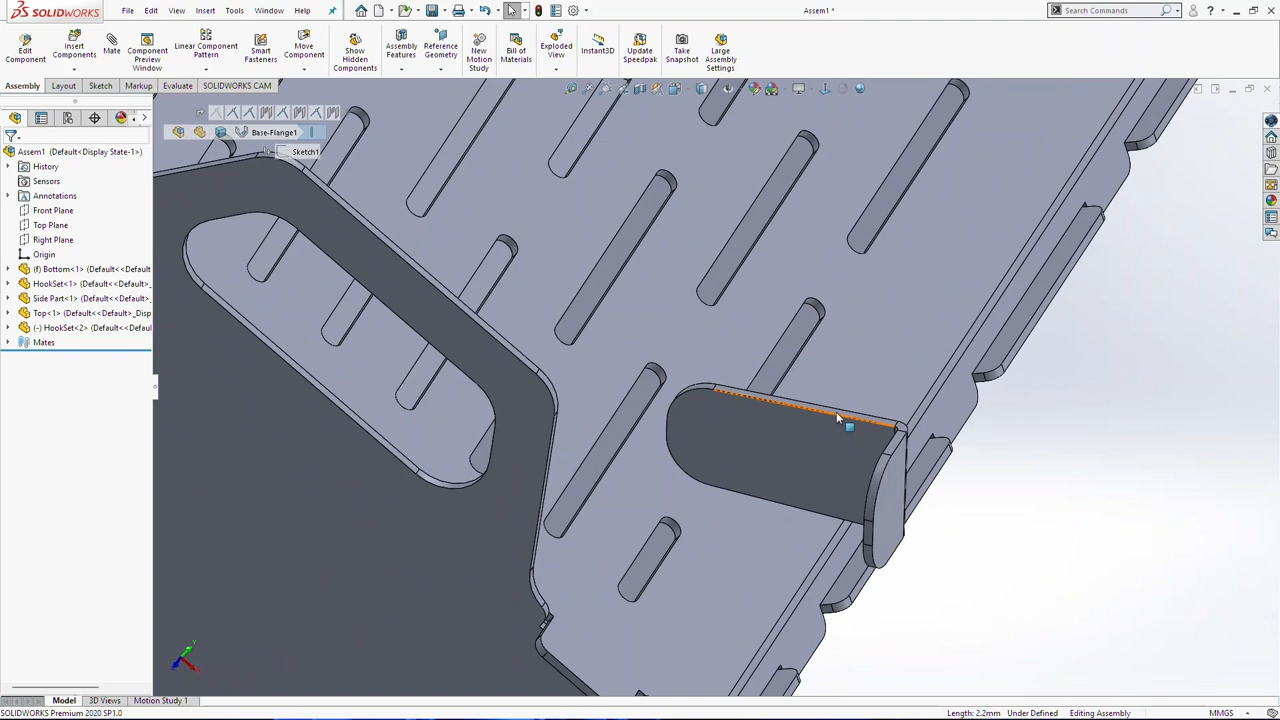 SOLIDWORKS File Edit View Insert Tools Window Help Assem1 * Search Commands
Edit Component Insert Components Mate Component Preview Window Linear Component Pattern Smart Fasteners Move Component Show Hidden Components Assembly Features Reference Geometry New Motion Study Bill of Materials Exploded View Instant3D Update Speedpak Take Snapshot Large Assembly Settings
Assembly Layout Sketch Markup Evaluate SOLIDWORKS CAM
Base-Flange1
Sketch1
Assem1 (Default<Display State-1>)
History
Sensors
Annotations
Front Plane
Top Plane
Right Plane
Origin
(f) Bottom<1> (Default<<Default>
HookSet<1> (Default<<Default>_
Side Part<1> (Default<<Default>_
Top<1> (Default<<Default>_Disp
(-) HookSet<2> (Default<<Defau
Mates
Model 3D Views Motion Study 1
SOLIDWORKS Premium 2020 SP1.0 Length: 2.2mm Under Defined Editing Assembly MMGS